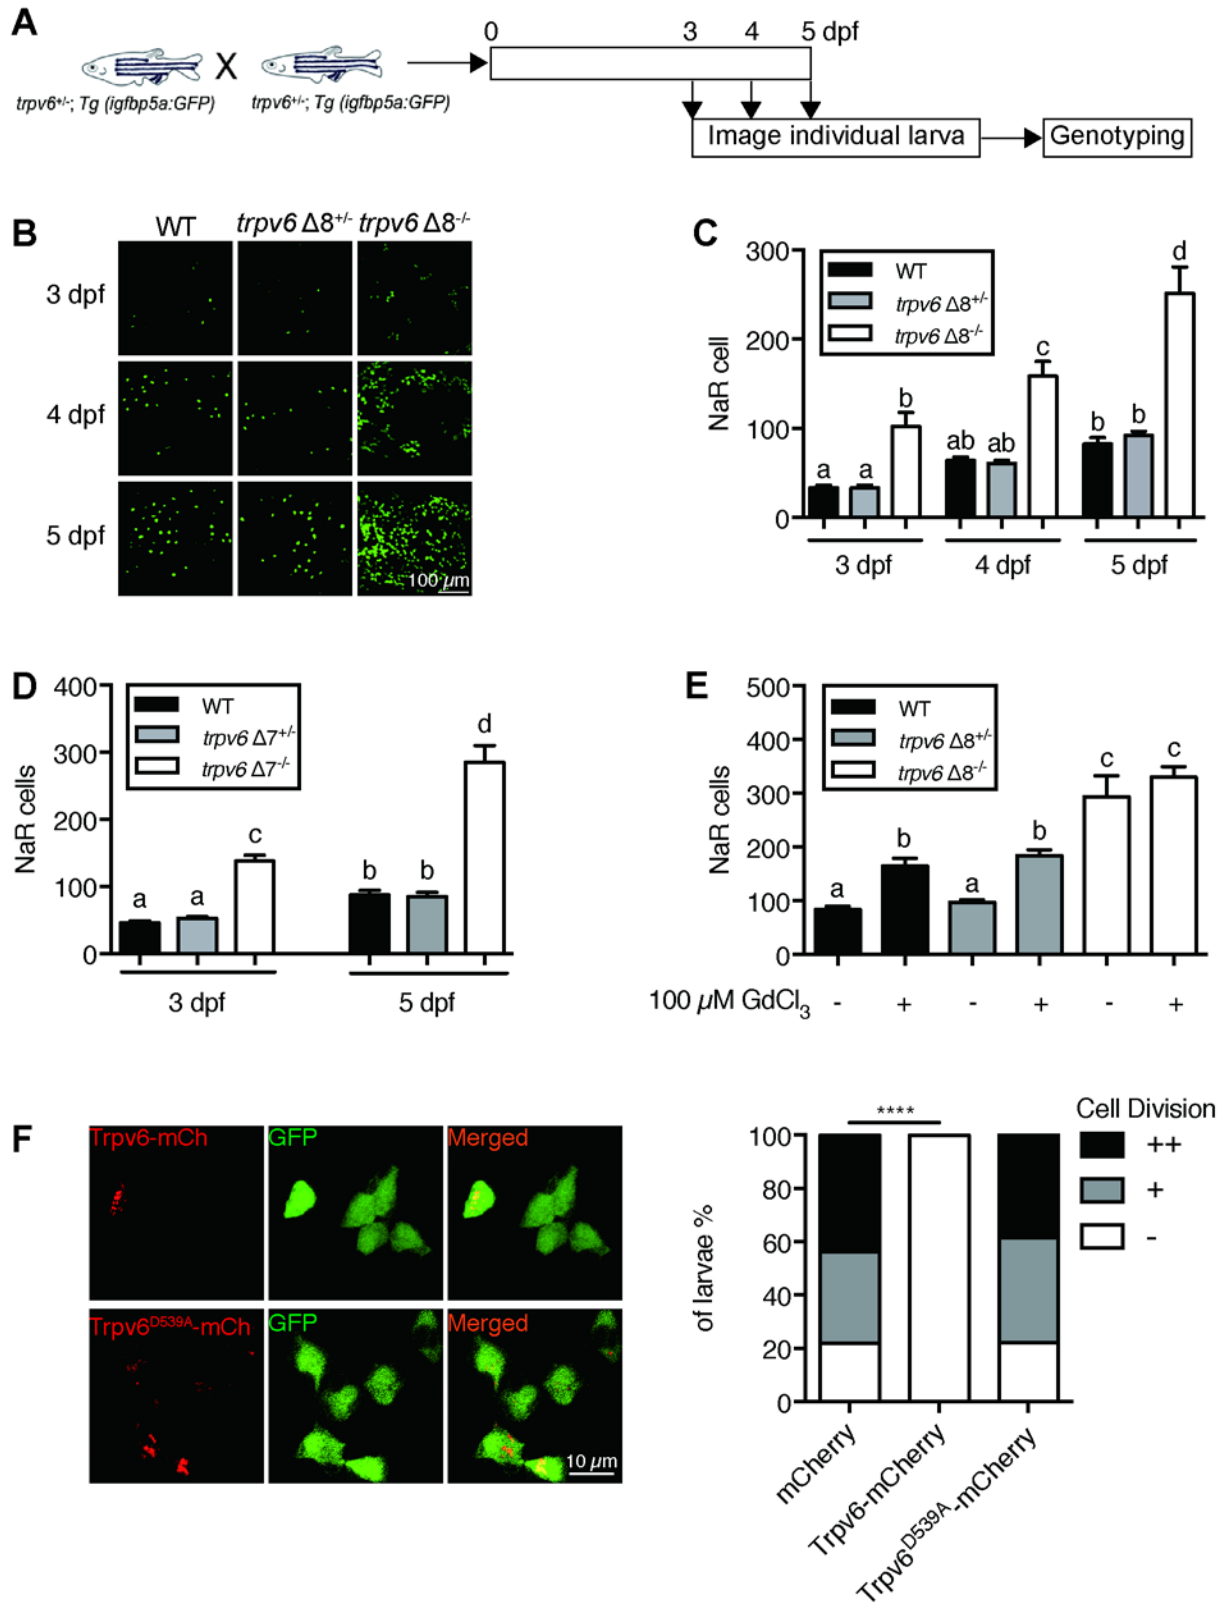 A
0 3 4 5 dpf
X
trpv6+/-; Tg (igfbp5a:GFP) trpv6+/-; Tg (igfbp5a:GFP)
Image individual larva
Genotyping
B
WT trpv6 Δ8+/- trpv6 Δ8-/-
3 dpf
4 dpf
5 dpf
100 µm
C
300
200
100
0
NaR cell
WT
trpv6 Δ8+/-
trpv6 Δ8-/-
a a b ab ab c b b d
3 dpf 4 dpf 5 dpf
D
400
300
200
100
0
NaR cells
WT
trpv6 Δ7+/-
trpv6 Δ7-/-
a a c b b d
3 dpf 5 dpf
E
500
400
300
200
100
0
NaR cells
WT
trpv6 Δ8+/-
trpv6 Δ8-/-
a b a b c c
100 µM GdCl3 - + - + - +
F
Trpv6-mCh GFP Merged
Trpv6D539A-mCh GFP Merged
10 µm
100
80
60
40
20
0
of larvae %
****
Cell Division
++
+
-
mCherry
Trpv6-mCherry
Trpv6D539A-mCherry